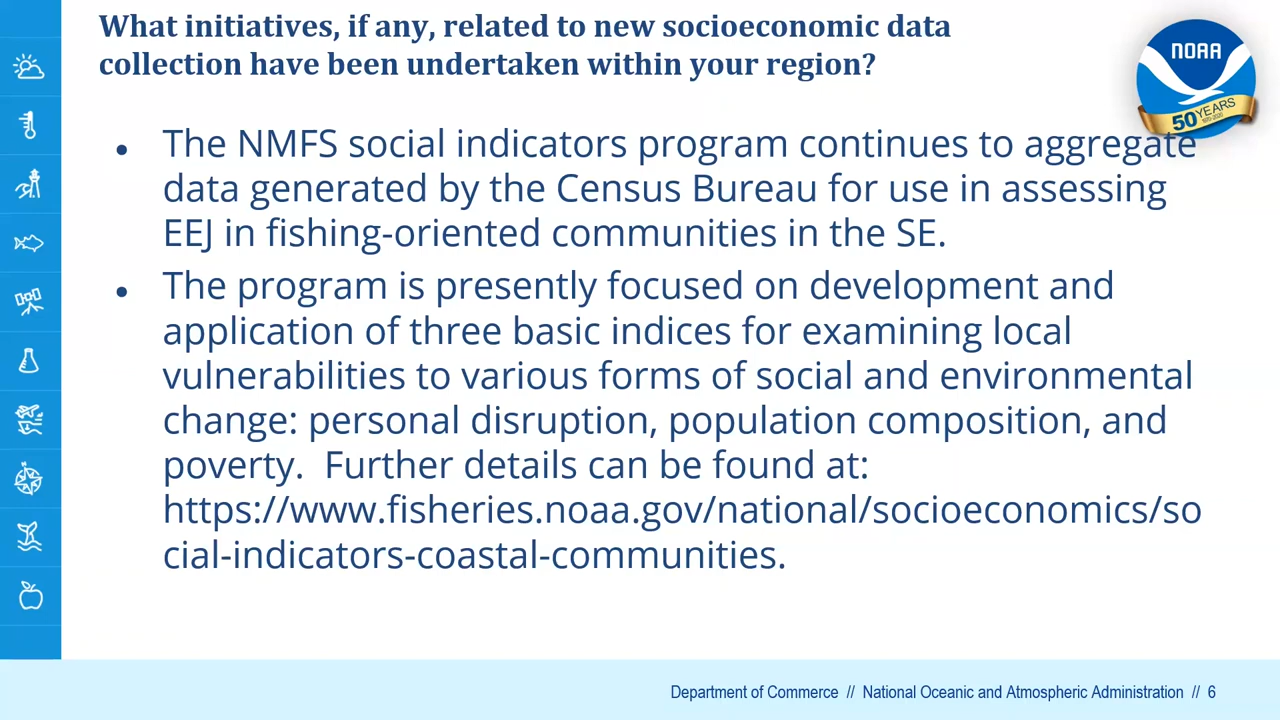 What initiatives, if any, related to new socioeconomic data
collection have been undertaken within your region?
NOAA
50 YEARS
1970-2020
• The NMFS social indicators program continues to aggregate
data generated by the Census Bureau for use in assessing
EEJ in fishing-oriented communities in the SE.
• The program is presently focused on development and
application of three basic indices for examining local
vulnerabilities to various forms of social and environmental
change: personal disruption, population composition, and
poverty.  Further details can be found at:
https://www.fisheries.noaa.gov/national/socioeconomics/so
cial-indicators-coastal-communities.
Department of Commerce // National Oceanic and Atmospheric Administration // 6